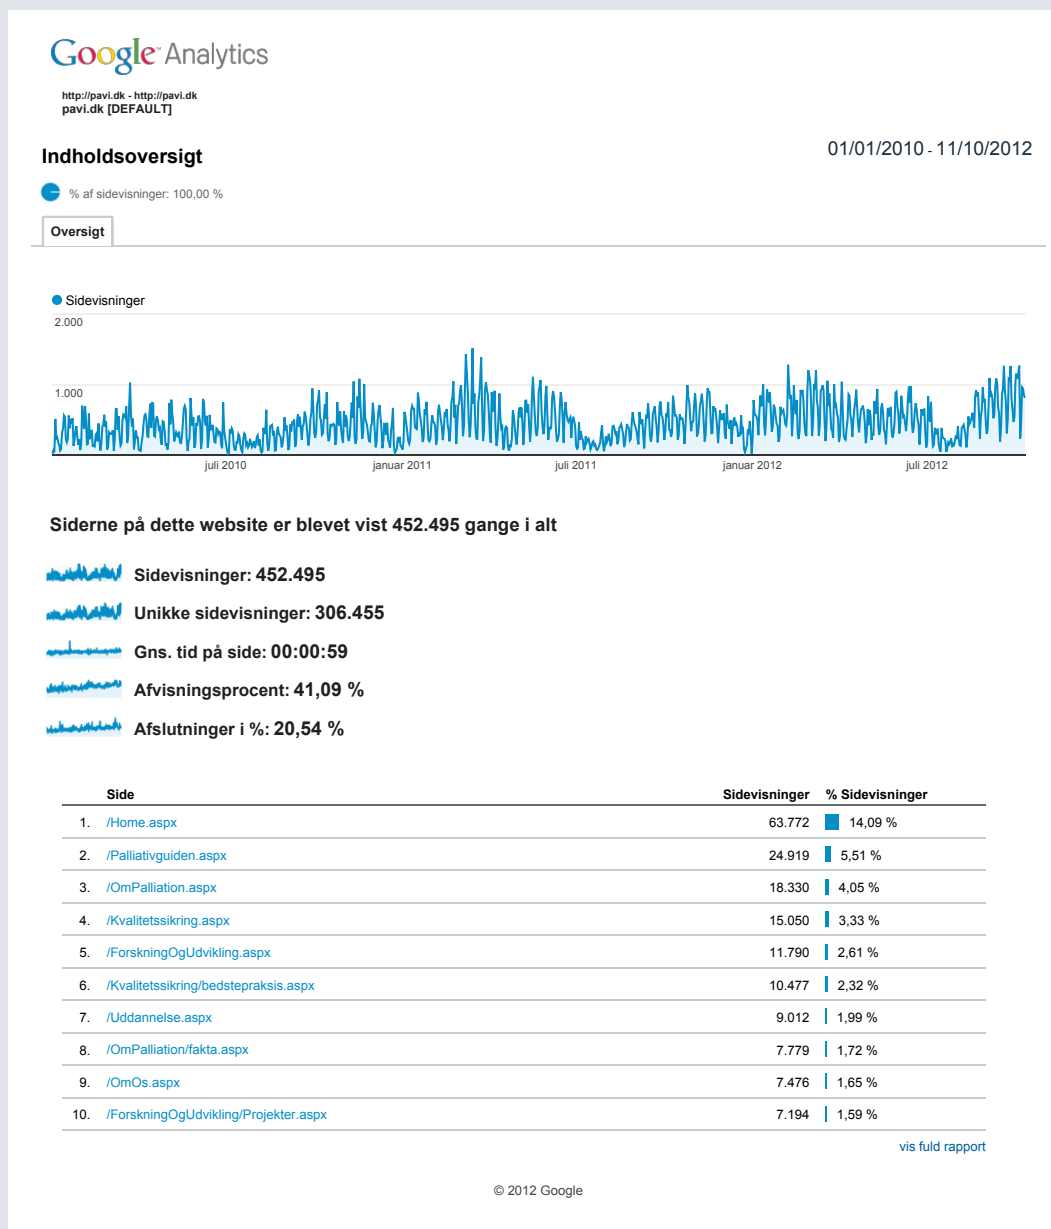 Google™ Analytics
http://pavi.dk - http://pavi.dk
pavi.dk [DEFAULT]
Indholdsoversigt
01/01/2010 - 11/10/2012
% af sidevisninger: 100,00 %
Oversigt
Sidevisninger
2.000
1.000
juli 2010 januar 2011 juli 2011 januar 2012 juli 2012
Siderne på dette website er blevet vist 452.495 gange i alt
Sidevisninger: 452.495
Unikke sidevisninger: 306.455
Gns. tid på side: 00:00:59
Afvisningsprocent: 41,09 %
Afslutninger i %: 20,54 %
Side Sidevisninger % Sidevisninger
1. /Home.aspx 63.772 14,09 %
2. /Palliativguiden.aspx 24.919 5,51 %
3. /OmPalliation.aspx 18.330 4,05 %
4. /Kvalitetssikring.aspx 15.050 3,33 %
5. /ForskningOgUdvikling.aspx 11.790 2,61 %
6. /Kvalitetssikring/bedstepraksis.aspx 10.477 2,32 %
7. /Uddannelse.aspx 9.012 1,99 %
8. /OmPalliation/fakta.aspx 7.779 1,72 %
9. /OmOs.aspx 7.476 1,65 %
10. /ForskningOgUdvikling/Projekter.aspx 7.194 1,59 %
vis fuld rapport
© 2012 Google